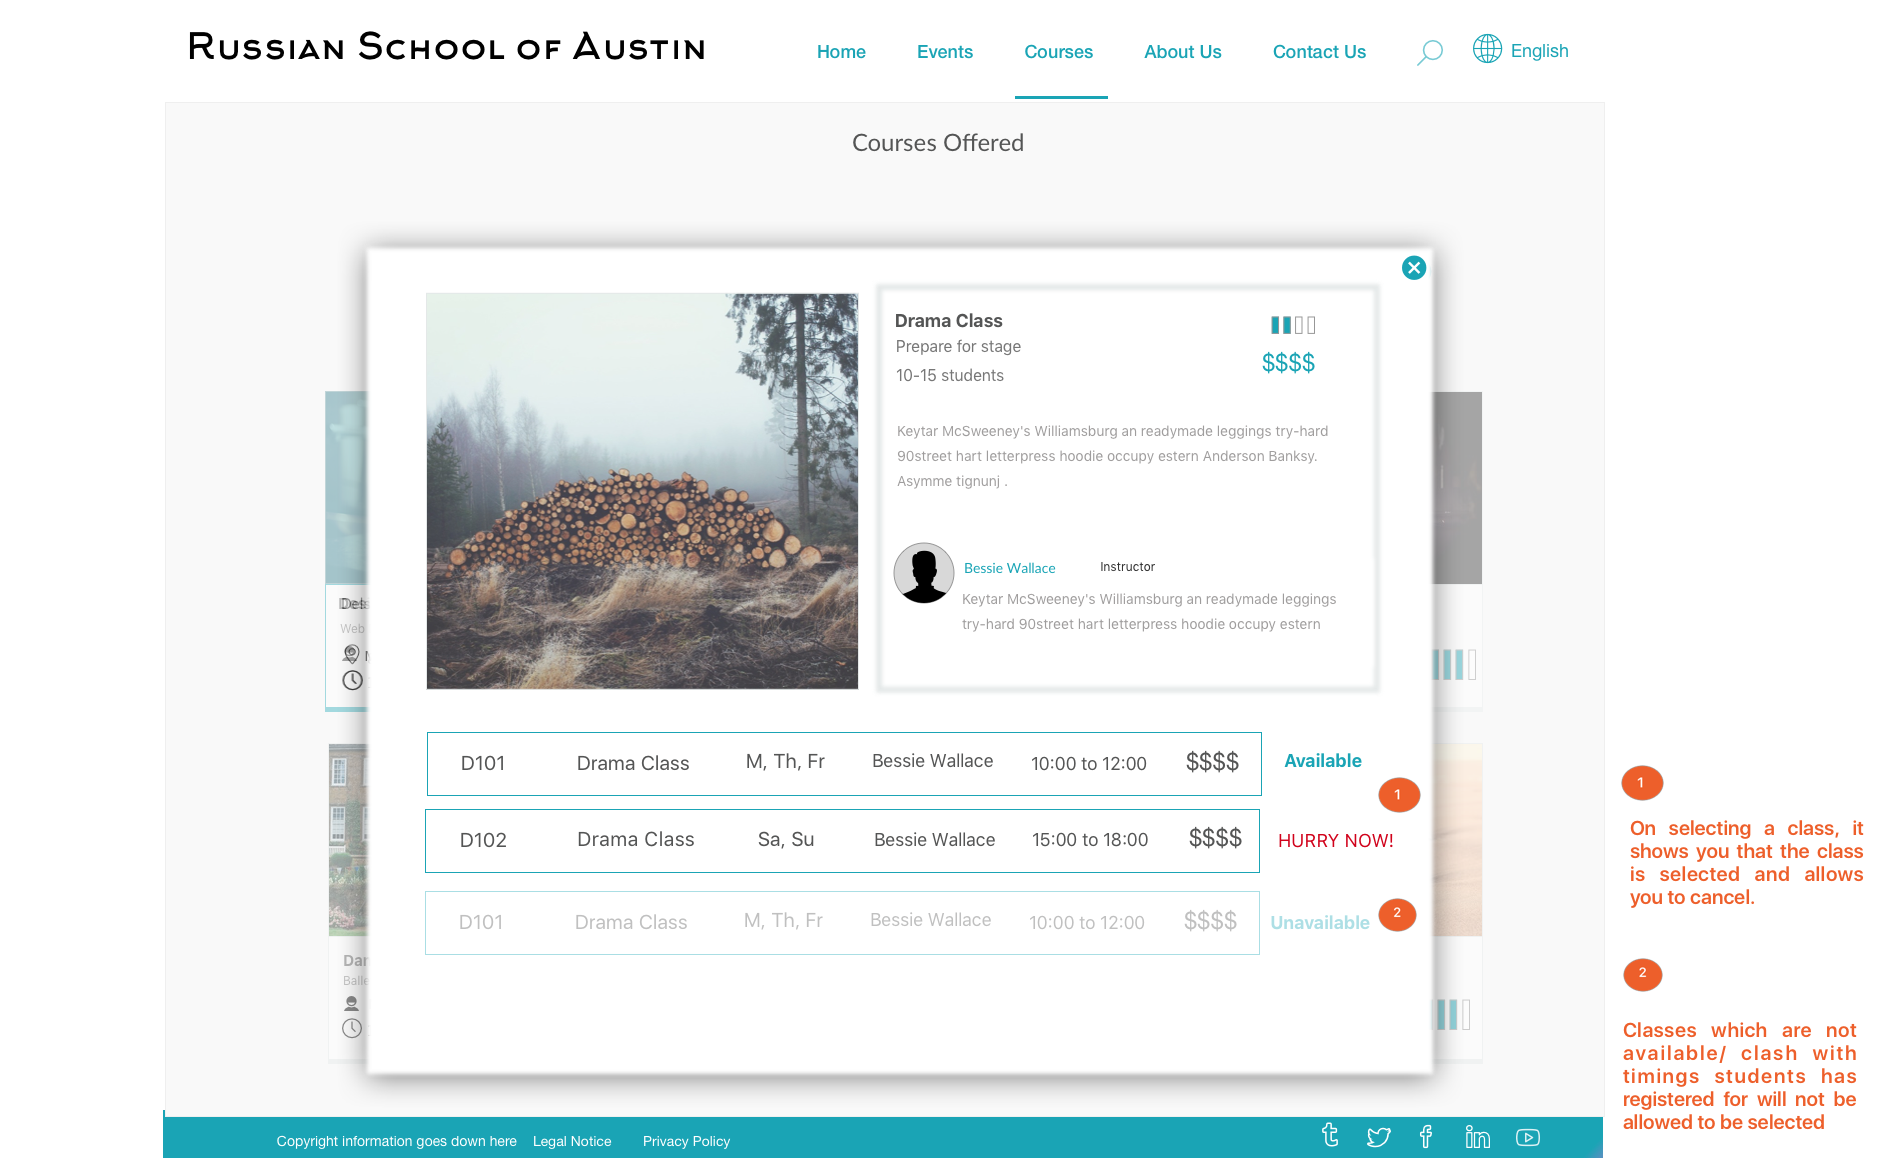 RUSSIAN SCHOOL OF AUSTIN
Home Events Courses About Us Contact Us English
Courses Offered
Drama Class
Prepare for stage
$$$$
10-15 students
Keytar McSweeney's Williamsburg an readymade leggings try-hard
90street hart letterpress hoodie occupy estern Anderson Banksy.
Asymme tignunj .
Bessie Wallace Instructor
Keytar McSweeney's Williamsburg an readymade leggings
try-hard 90street hart letterpress hoodie occupy estern
Web
D101 Drama Class M, Th, Fr Bessie Wallace 10:00 to 12:00 $$$$ Available
1
D102 Drama Class Sa, Su Bessie Wallace 15:00 to 18:00 $$$$ HURRY NOW!
D101 Drama Class M, Th, Fr Bessie Wallace 10:00 to 12:00 $$$$ Unavailable
2
Dar
Balle
1
On selecting a class, it
shows you that the class
is selected and allows
you to cancel.
2
Classes which are not
available/ clash with
timings students has
registered for will not be
allowed to be selected
Copyright information goes down here Legal Notice Privacy Policy